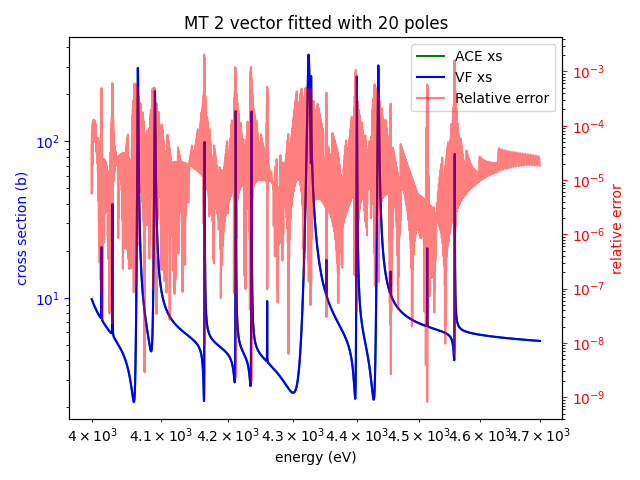 MT 2 vector fitted with 20 poles
ACE xs
VF xs
Relative error
cross section (b)
10²
10¹
relative error
10⁻³
10⁻⁴
10⁻⁵
10⁻⁶
10⁻⁷
10⁻⁸
10⁻⁹
4 × 10³ 4.1 × 10³ 4.2 × 10³ 4.3 × 10³ 4.4 × 10³ 4.5 × 10³ 4.6 × 10³ 4.7 × 10³
energy (eV)